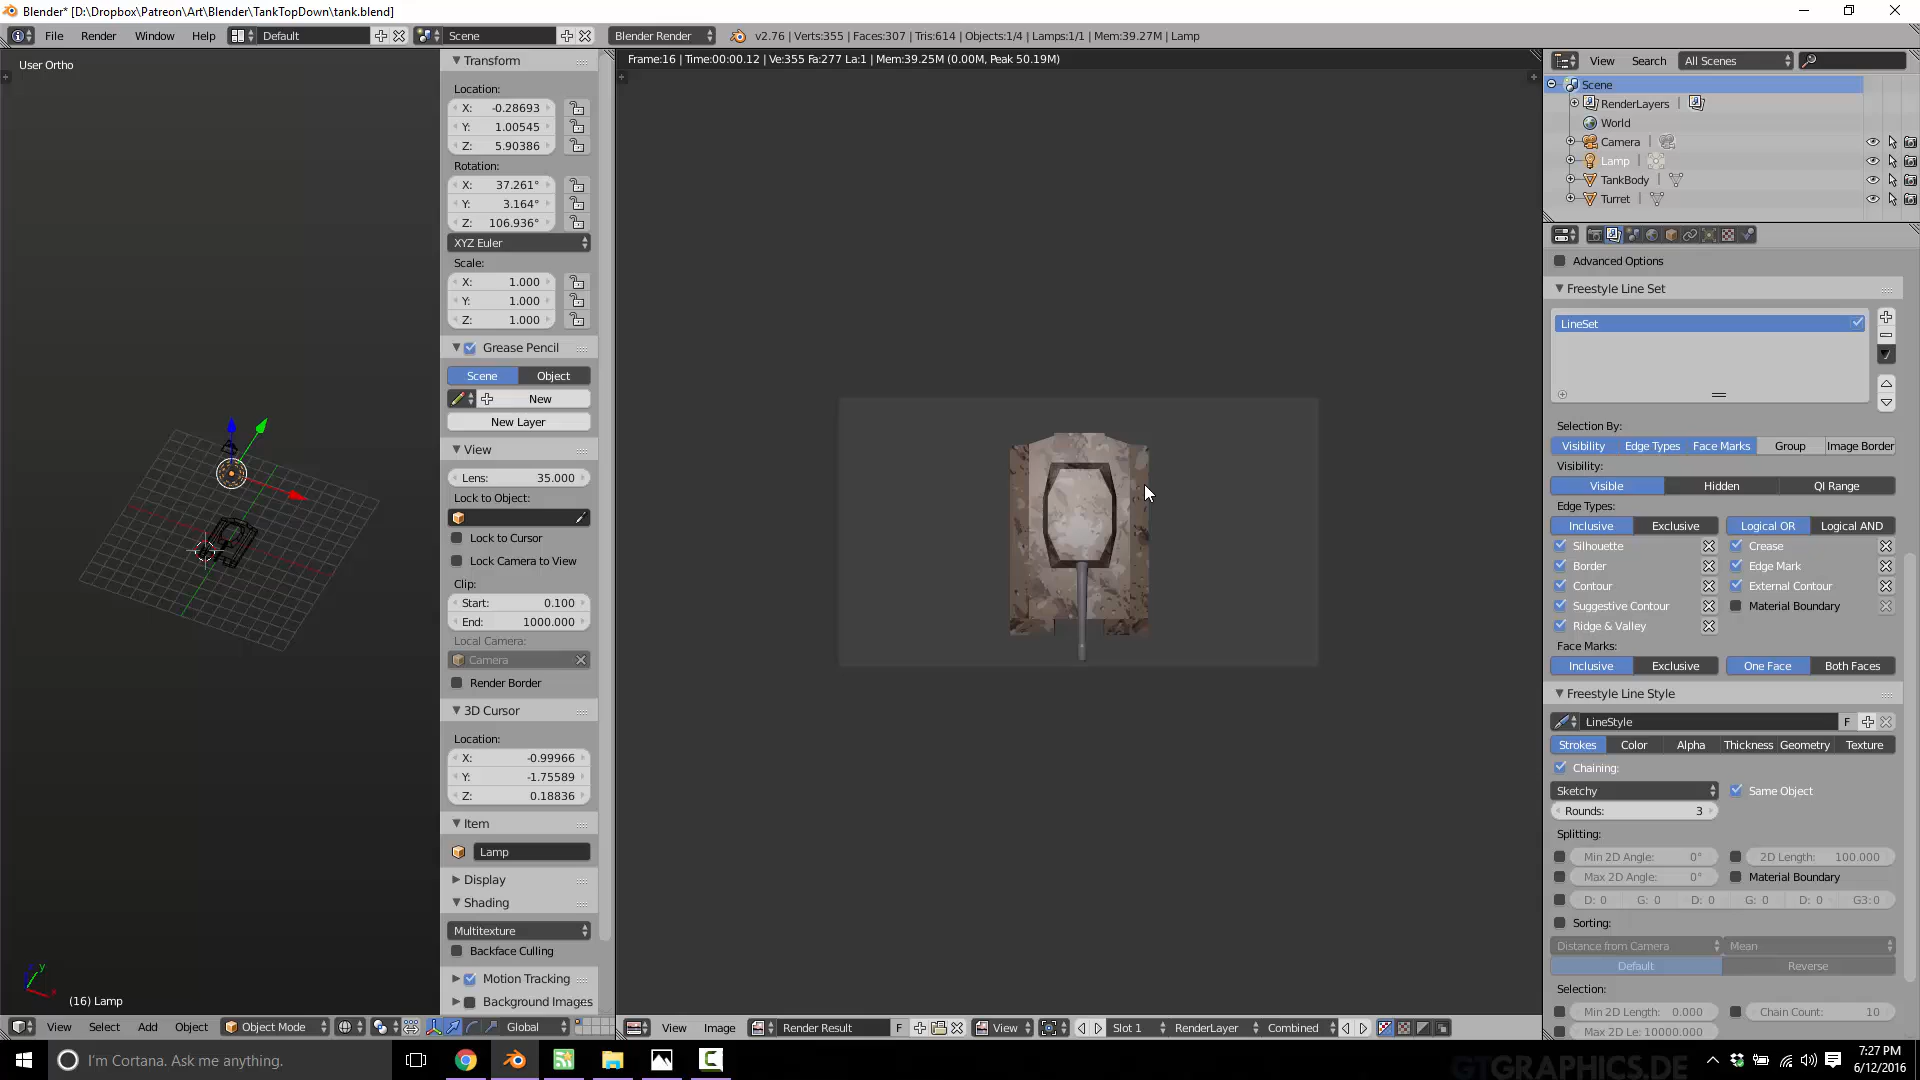 Blender* [D:\Dropbox\Patreon\Art\Blender\TankTopDown\tank.blend]
File Render Window Help Default Scene Blender Render v2.76 | Verts:355 | Faces:307 | Tris:614 | Objects:1/4 | Lamps:1/1 | Mem:39.27M | Lamp
User Ortho
Transform
Location:
X: -0.28693
Y: 1.00545
Z: 5.90386
Rotation:
X: 37.261°
Y: 3.164°
Z: 106.936°
XYZ Euler
Scale:
X: 1.000
Y: 1.000
Z: 1.000
Grease Pencil
Scene Object
New
New Layer
View
Lens: 35.000
Lock to Object:
Lock to Cursor
Lock Camera to View
Clip:
Start: 0.100
End: 1000.000
Local Camera:
Camera
Render Border
3D Cursor
Location:
X: -0.99966
Y: -1.75589
Z: 0.18836
Item
Lamp
Display
Shading
Multitexture
Backface Culling
Motion Tracking
Background Images
(16) Lamp
View Select Add Object Object Mode Global
Frame:16 | Time:00:00.12 | Ve:355 Fa:277 La:1 | Mem:39.25M (0.00M, Peak 50.19M)
View Image Render Result F View Slot 1 RenderLayer Combined
View Search All Scenes
Scene
RenderLayers
World
Camera
Lamp
TankBody
Turret
Advanced Options
Freestyle Line Set
LineSet
Selection By:
Visibility Edge Types Face Marks Group Image Border
Visibility:
Visible Hidden QI Range
Edge Types:
Inclusive Exclusive Logical OR Logical AND
Silhouette Crease
Border Edge Mark
Contour External Contour
Suggestive Contour Material Boundary
Ridge & Valley
Face Marks:
Inclusive Exclusive One Face Both Faces
Freestyle Line Style
LineStyle F
Strokes Color Alpha Thickness Geometry Texture
Chaining:
Sketchy Same Object
Rounds: 3
Splitting:
Min 2D Angle: 0° 2D Length: 100.000
Max 2D Angle: 0° Material Boundary
D: 0 G: 0 D: 0 G: 0 D: 0 G3: 0
Sorting:
Distance from Camera Mean
Default Reverse
Selection:
Min 2D Length: 0.000 Chain Count: 10
Max 2D Le: 10000.000
I'm Cortana. Ask me anything.
GTGRAPHICS.DE
7:27 PM
6/12/2016